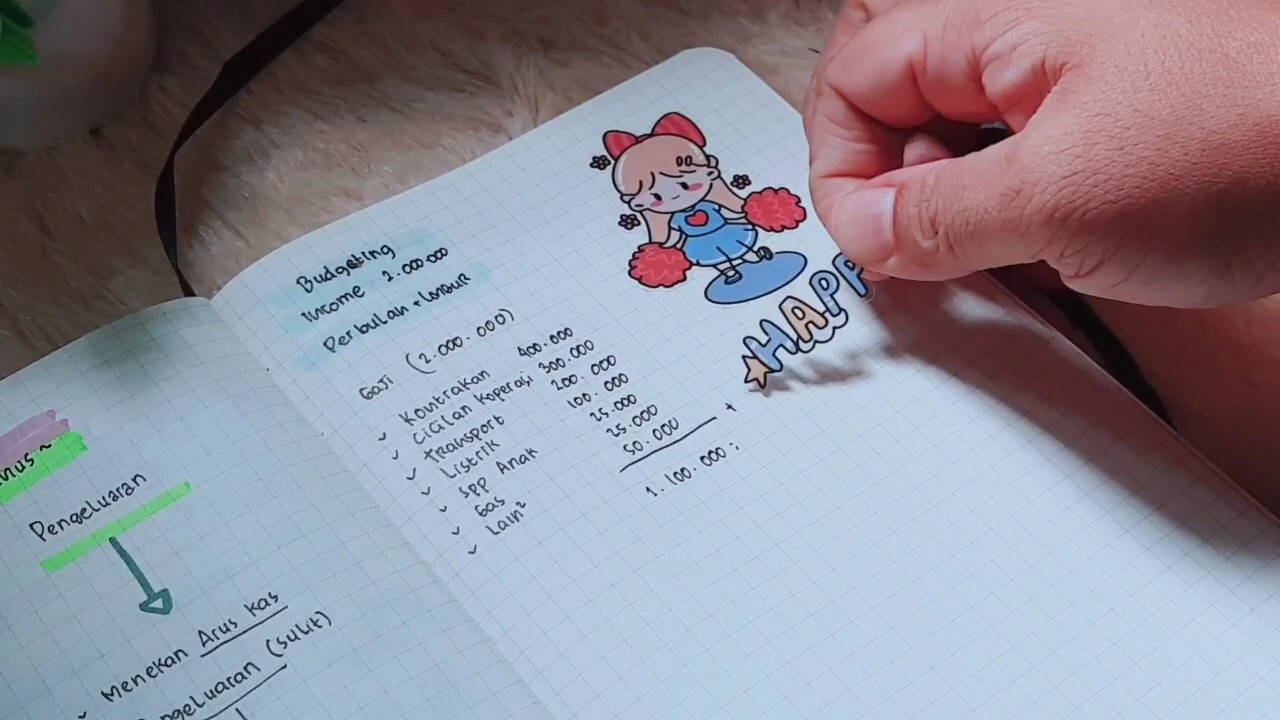 Pengeluaran
✓ Menekan Arus kas
Pengeluaran (sulit)
Budgeting
Income 2.000.000
Perbulan + Lembur
Gaji (2.000.000)
✓ Kontrakan 400.000
✓ Cicilan Koperasi 300.000
✓ Transport 200.000
✓ Listrik 100.000
✓ SPP Anak 25.000
✓ Gas 25.000
✓ Lain² 50.000
+
1.100.000;
HAPP